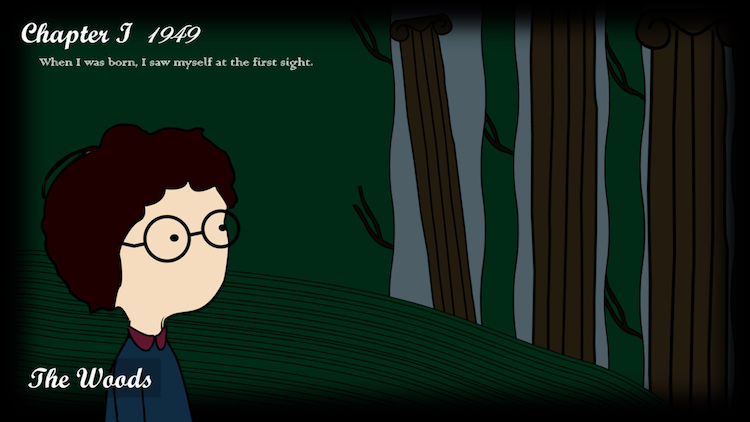 Chapter I 1949
When I was born, I saw myself at the first sight.
The Woods